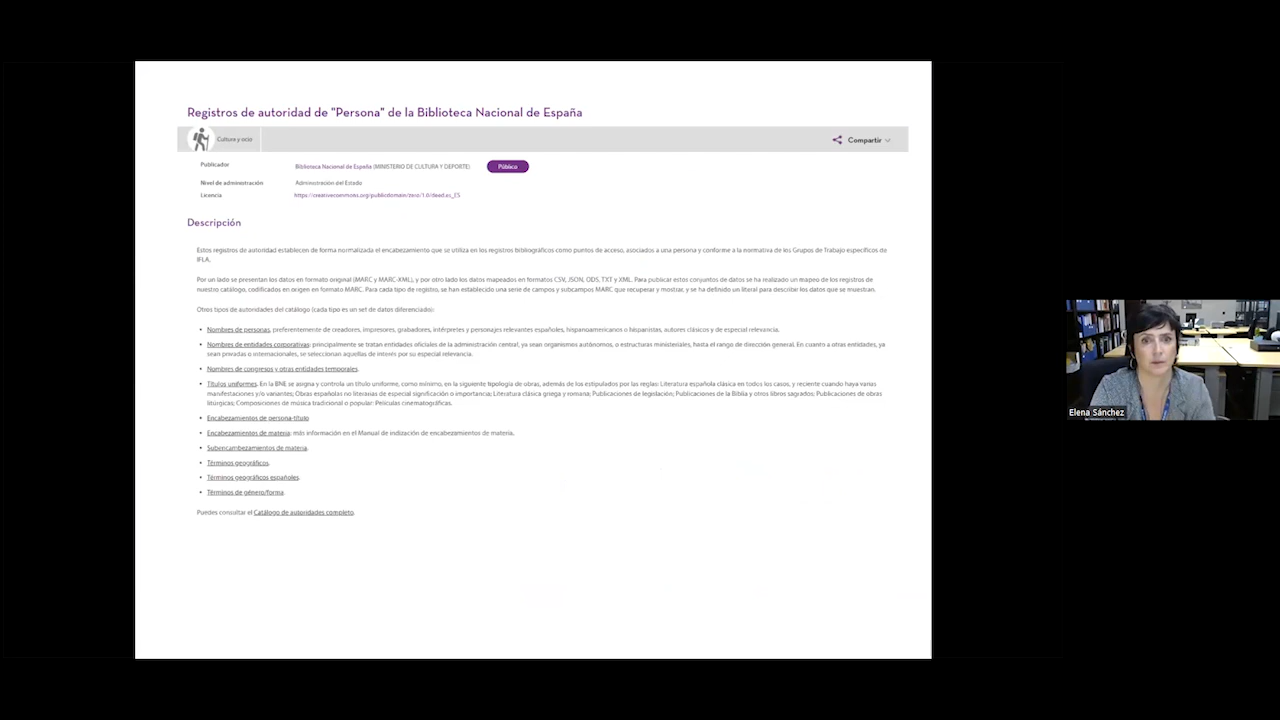 Registros de autoridad de "Persona" de la Biblioteca Nacional de España
Cultura y ocio
Compartir
Publicador
Biblioteca Nacional de España (MINISTERIO DE CULTURA Y DEPORTE)
Público
Nivel de administración
Administración del Estado
Licencia
https://creativecommons.org/publicdomain/zero/1.0/deed.es_ES
Descripción
Estos registros de autoridad establecen de forma normalizada el encabezamiento que se utiliza en los registros bibliográficos como puntos de acceso, asociados a una persona y conforme a la normativa de los Grupos de Trabajo específicos de
IFLA.
Por un lado se presentan los datos en formato original (MARC y MARC-XML), y por otro lado los datos mapeados en formatos CSV, JSON, ODS, TXT y XML. Para publicar estos conjuntos de datos se ha realizado un mapeo de los registros de
nuestro catálogo, codificados en origen en formato MARC. Para cada tipo de registro, se han establecido una serie de campos y subcampos MARC que recuperar y mostrar, y se ha definido un literal para describir los datos que se muestran.
Otros tipos de autoridades del catálogo (cada tipo es un set de datos diferenciado):
• Nombres de personas, preferentemente de creadores, impresores, grabadores, intérpretes y personajes relevantes españoles, hispanoamericanos o hispanistas, autores clásicos y de especial relevancia.
• Nombres de entidades corporativas: principalmente se tratan entidades oficiales de la administración central, ya sean organismos autónomos, o estructuras ministeriales, hasta el rango de dirección general. En cuanto a otras entidades, ya
sean privadas o internacionales, se seleccionan aquellas de interés por su especial relevancia.
• Nombres de congresos y otras entidades temporales.
• Títulos uniformes. En la BNE se asigna y controla un título uniforme, como mínimo, en la siguiente tipología de obras, además de los estipulados por las reglas: Literatura española clásica en todos los casos, y reciente cuando haya varias
manifestaciones y/o variantes; Obras españolas no literarias de especial significación o importancia; Literatura clásica griega y romana; Publicaciones de legislación; Publicaciones de la Biblia y otros libros sagrados; Publicaciones de obras
litúrgicas; Composiciones de música tradicional o popular; Películas cinematográficas.
• Encabezamientos de persona-título.
• Encabezamientos de materia: más información en el Manual de indización de encabezamientos de materia.
• Subencambezamientos de materia.
• Términos geográficos.
• Términos geográficos españoles.
• Términos de género/forma.
Puedes consultar el Catálogo de autoridades completo.
Elena Sánchez